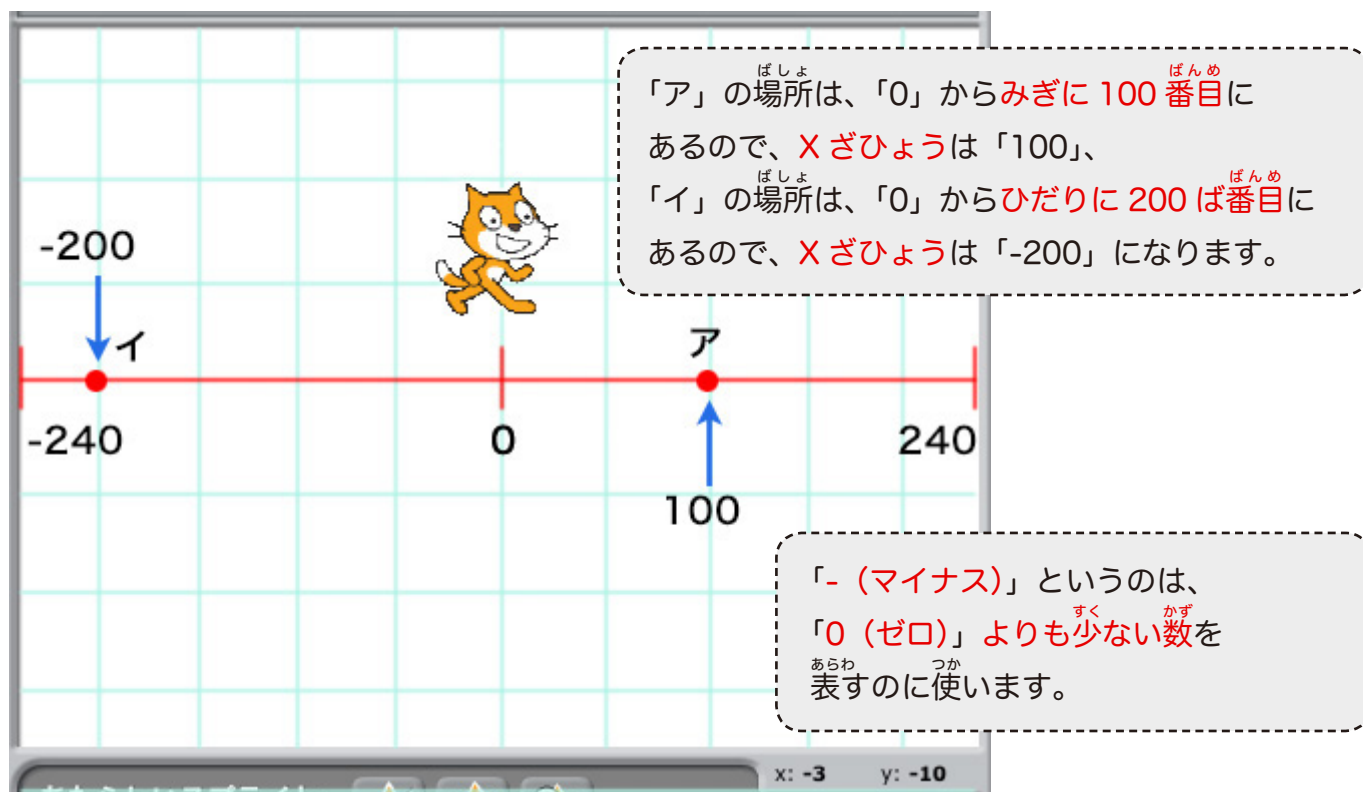 「ア」の場所は、「0」からみぎに 100 番目に
あるので、X ざひょうは「100」、
「イ」の場所は、「0」からひだりに 200 ば番目に
あるので、X ざひょうは「-200」になります。
-200
イ
ア
-240
0
240
100
「-（マイナス）」というのは、
「0（ゼロ）」よりも少ない数を
表すのに使います。
x: -3 y: -10